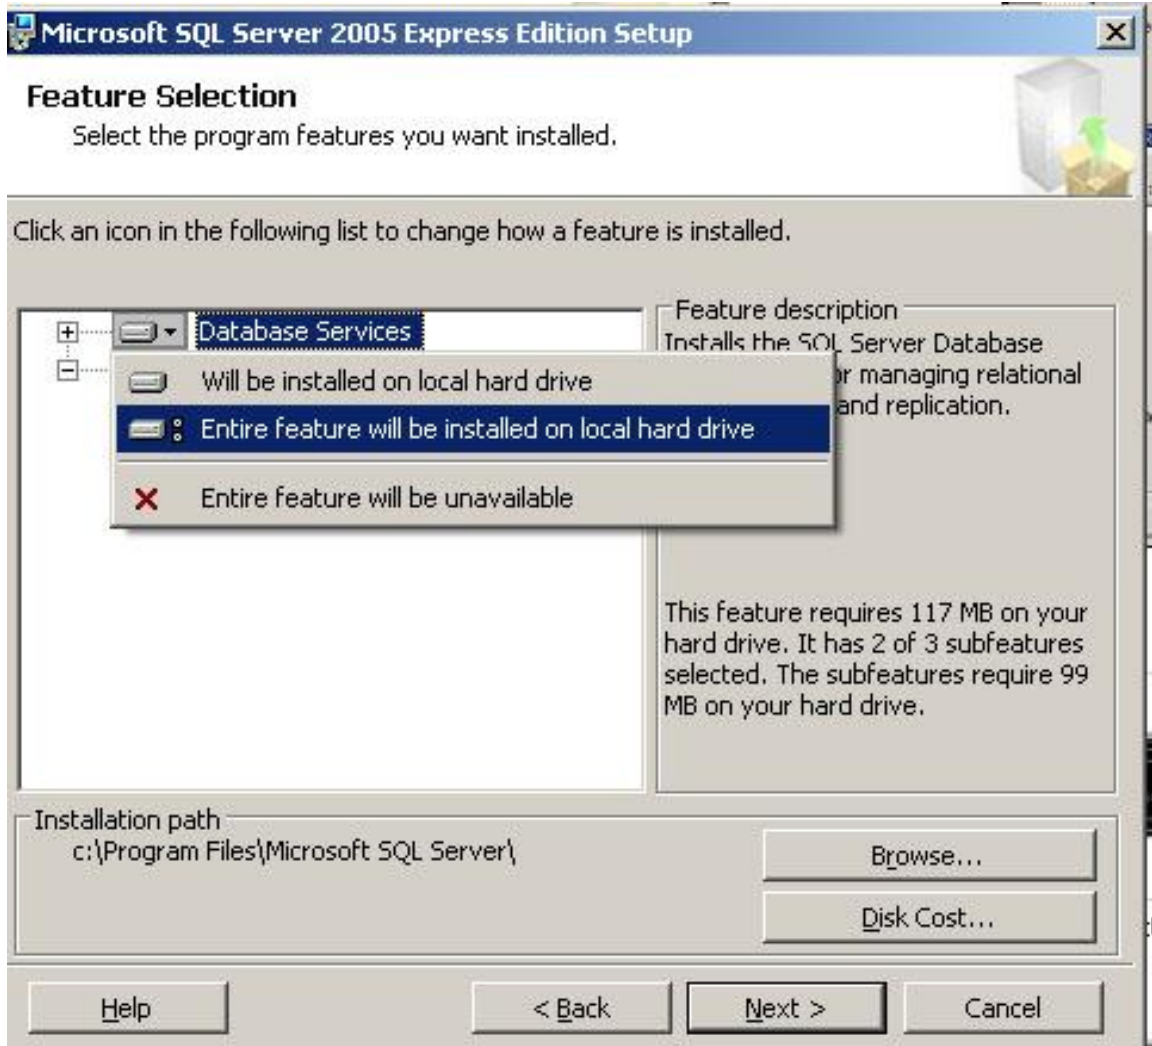 Microsoft SQL Server 2005 Express Edition Setup
Feature Selection
Select the program features you want installed.
Click an icon in the following list to change how a feature is installed.
Database Services
Will be installed on local hard drive
Entire feature will be installed on local hard drive
Entire feature will be unavailable
Feature description
Installs the SQL Server Database
managing relational
and replication.
This feature requires 117 MB on your
hard drive. It has 2 of 3 subfeatures
selected. The subfeatures require 99
MB on your hard drive.
Installation path
c:\Program Files\Microsoft SQL Server\
Browse...
Disk Cost...
Help
< Back
Next >
Cancel